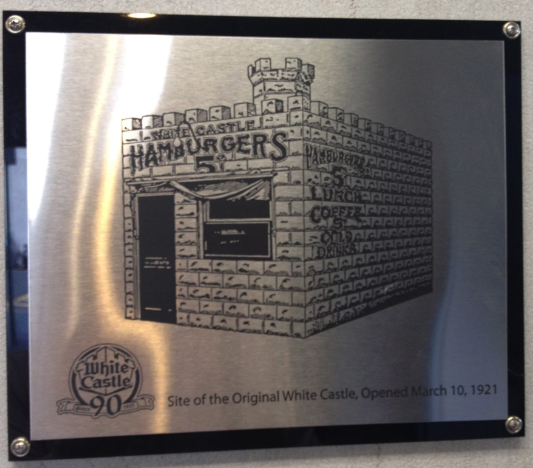 WHITE CASTLE
HAMBURGERS
5¢
HAMBURGERS
5¢
LUNCH
COFFEE
5¢
COLD
DRINKS
White
Castle
90
Site of the Original White Castle, Opened March 10, 1921